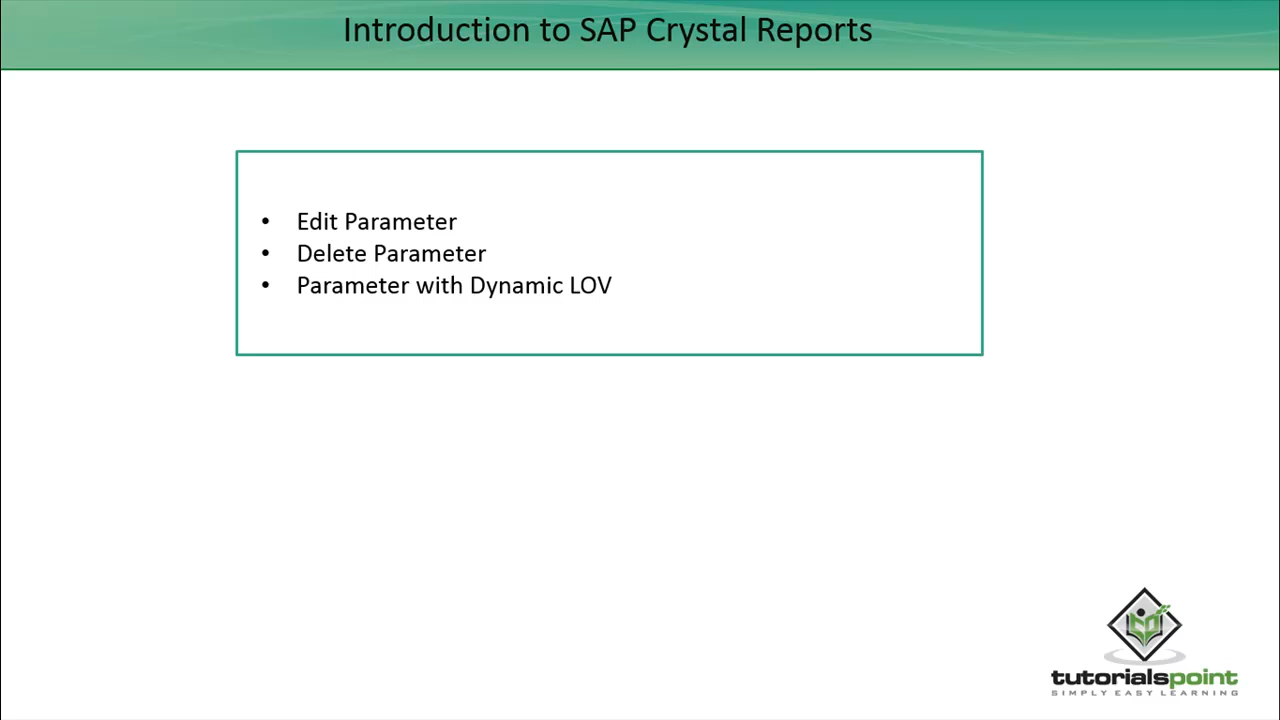 Introduction to SAP Crystal Reports
• Edit Parameter
• Delete Parameter
• Parameter with Dynamic LOV
tutorialspoint
SIMPLY EASY LEARNING